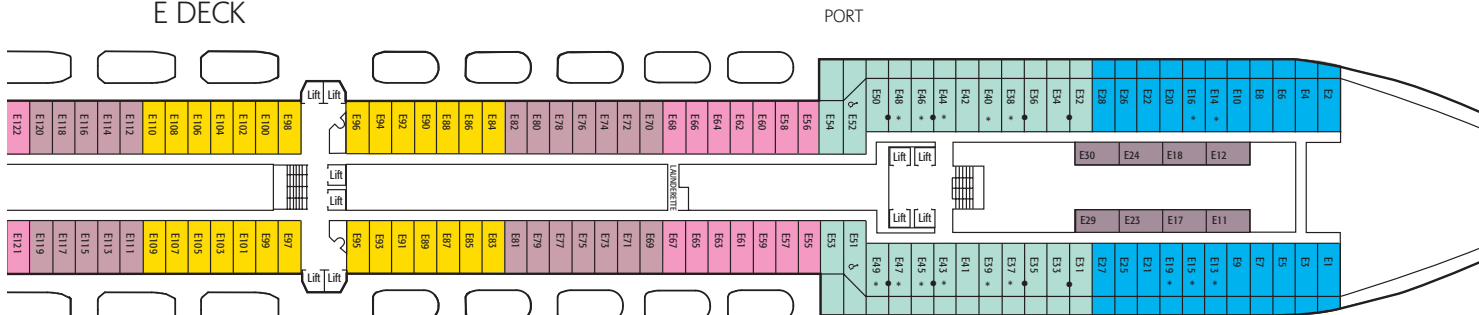 E DECK
PORT
Lift Lift
E122 E120 E118 E116 E114 E112 E110 E108 E106 E104 E102 E100 E98 E96 E94 E92 E90 E88 E86 E84 E82 E80 E78 E76 E74 E72 E70 E68 E66 E64 E62 E60 E58 E56 E54 E52 E50 E48 E46 E44 E42 E40 E38 E36 E34 E32 E28 E26 E22 E20 E16 E14 E10 E8 E6 E4 E2
* * * * * * *
Lift Lift
E30 E24 E18 E12
Lift
Lift
LAUNDERETTE
Lift Lift
E29 E23 E17 E11
E121 E119 E117 E115 E113 E111 E109 E107 E105 E103 E101 E99 E97 E95 E93 E91 E89 E87 E85 E83 E81 E79 E77 E75 E73 E71 E69 E67 E65 E63 E61 E59 E57 E55 E53 E51 E49 E47 E45 E43 E41 E39 E37 E35 E33 E31 E27 E25 E21 E19 E15 E13 E9 E7 E5 E3 E1
* * * * * * * * *
Lift Lift